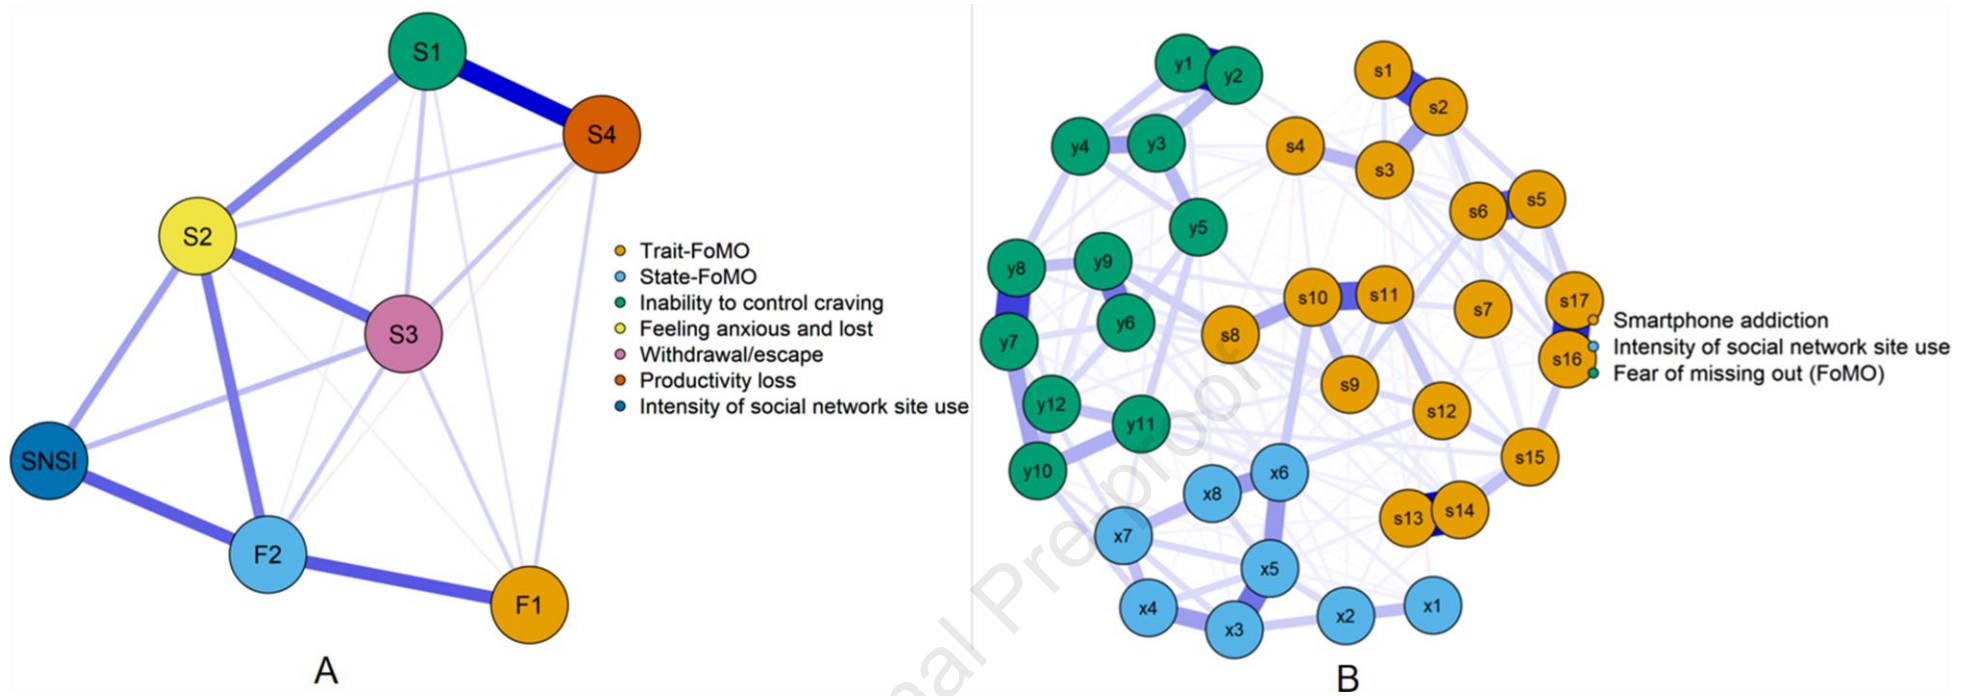 S1
S4
S2
S3
SNSI
F2
F1
Trait-FoMO
State-FoMO
Inability to control craving
Feeling anxious and lost
Withdrawal/escape
Productivity loss
Intensity of social network site use
A
y1
y2
y4
y3
y5
y8
y9
y7
y6
y12
y11
y10
s1
s2
s4
s3
s6
s5
s10
s11
s7
s17
s8
s16
s9
s12
s15
s13
s14
x6
x8
x7
x5
x4
x3
x2
x1
Smartphone addiction
Intensity of social network site use
Fear of missing out (FoMO)
B
nal Pre-proof